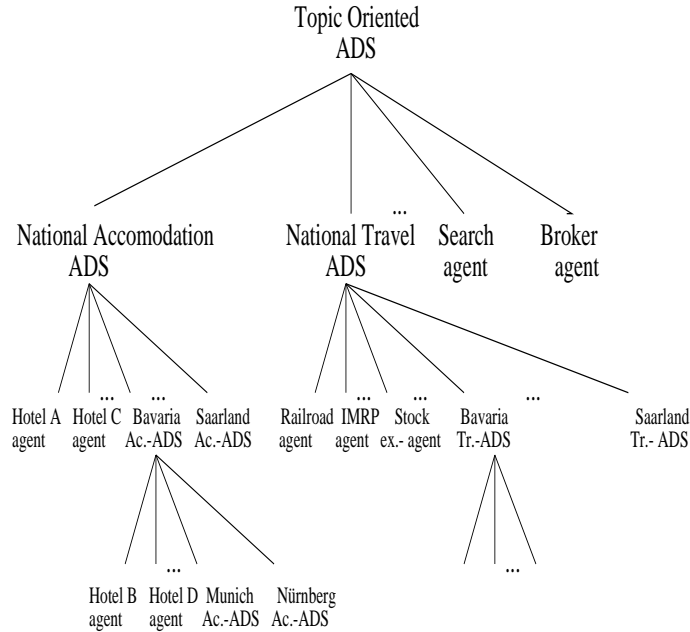 Topic Oriented
ADS
...
National Accomodation National Travel Search Broker
ADS ADS agent agent
... ... ... ... ...
Hotel A Hotel C Bavaria Saarland Railroad IMRP Stock Bavaria Saarland
agent agent Ac.-ADS Ac.-ADS agent agent ex.- agent Tr.-ADS Tr.- ADS
... ...
Hotel B Hotel D Munich Nürnberg
agent agent Ac.-ADS Ac.-ADS